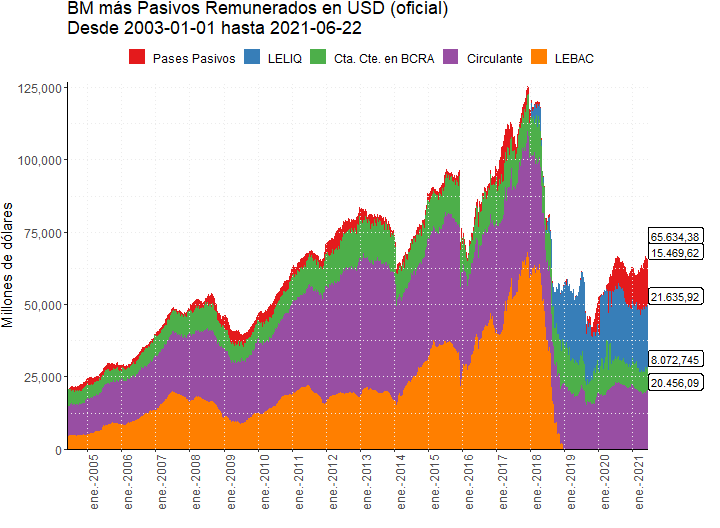 BM más Pasivos Remunerados en USD (oficial)
Desde 2003-01-01 hasta 2021-06-22
Pases Pasivos LELIQ Cta. Cte. en BCRA Circulante LEBAC
Millones de dólares
125,000
100,000
75,000
50,000
25,000
0
65.634,38
15.469,62
21.635,92
8.072,745
20.456,09
ene.-2005
ene.-2006
ene.-2007
ene.-2008
ene.-2009
ene.-2010
ene.-2011
ene.-2012
ene.-2013
ene.-2014
ene.-2015
ene.-2016
ene.-2017
ene.-2018
ene.-2019
ene.-2020
ene.-2021